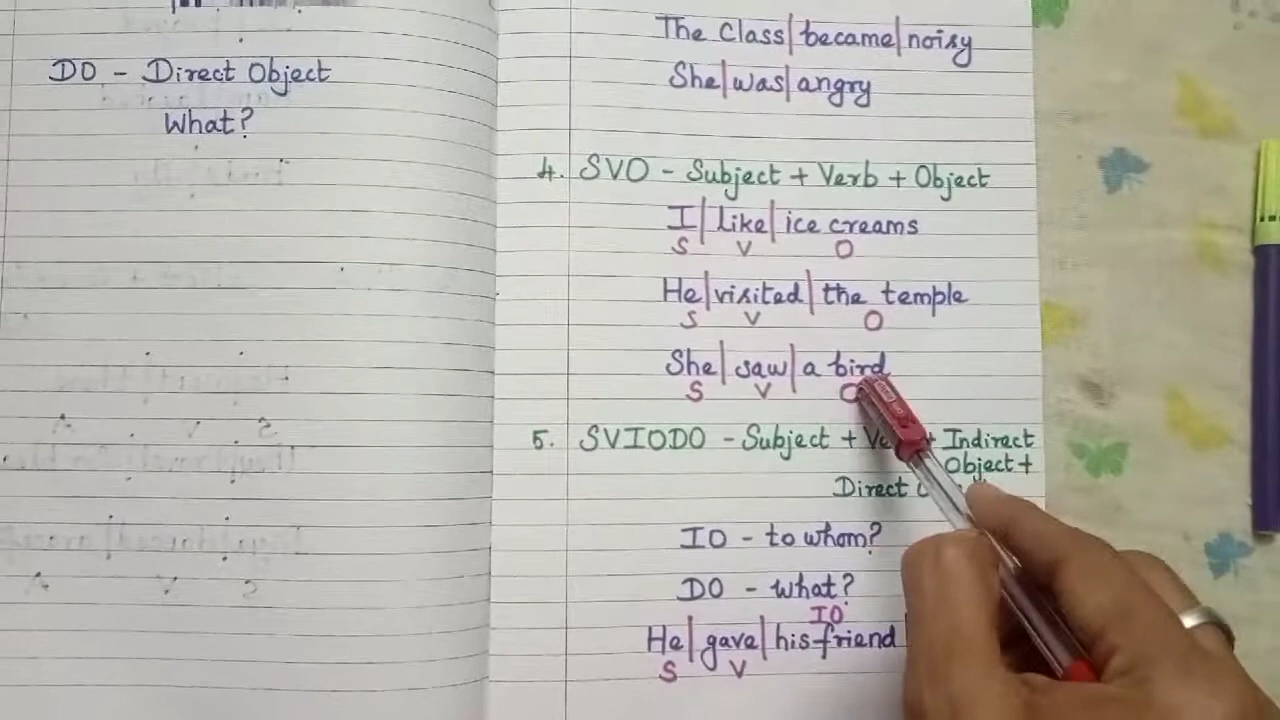 DO - Direct Object
What?
The Class| became| noisy
She| was| angry
4. SVO - Subject + Verb + Object
I| like| ice creams
S V O
He| visited| the temple
S V O
She| saw| a bird
S V O
5. SVIODO - Subject + + Indirect
Object +
Direct
IO - to whom?
DO - what?
IO
He| gave| his friend
S V